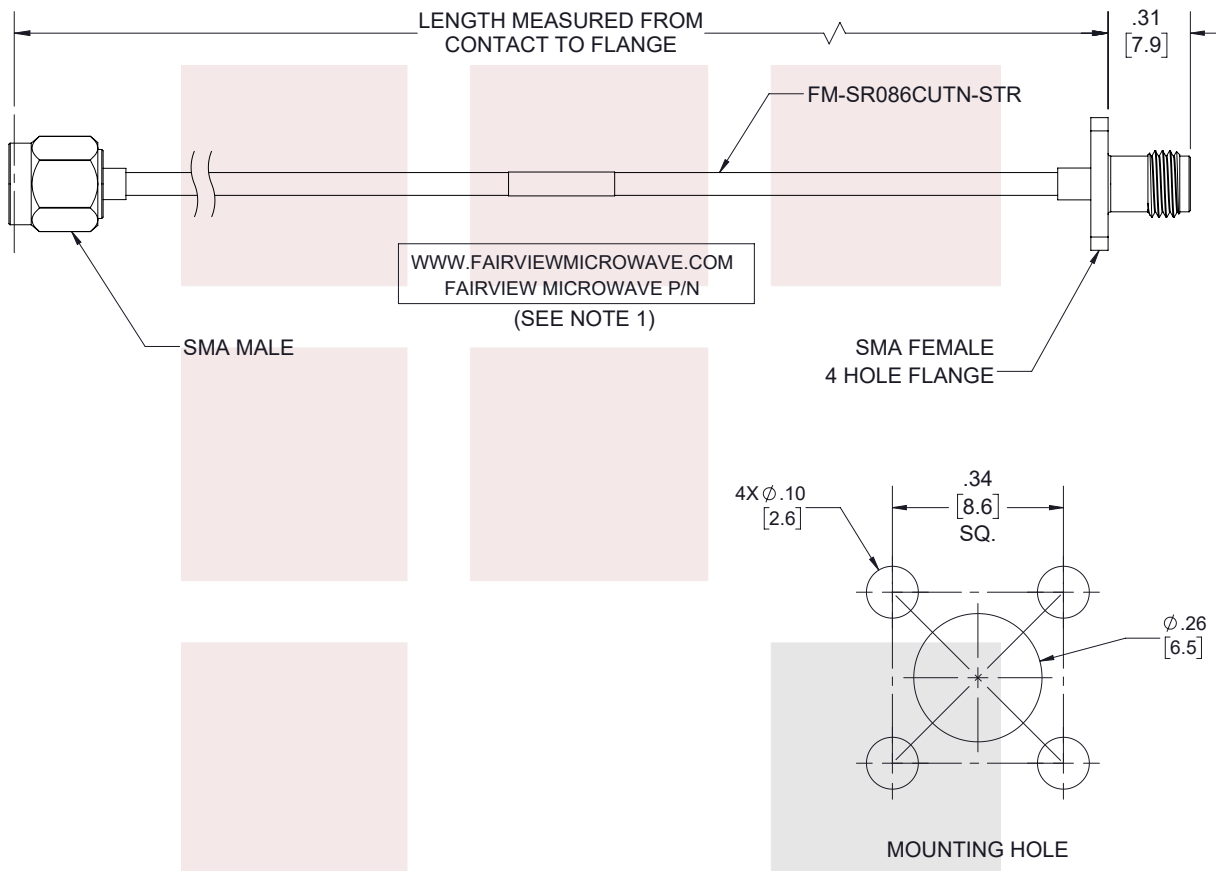 LENGTH MEASURED FROM
CONTACT TO FLANGE
.31
[7.9]
FM-SR086CUTN-STR
WWW.FAIRVIEWMICROWAVE.COM
FAIRVIEW MICROWAVE P/N
(SEE NOTE 1)
SMA MALE
SMA FEMALE
4 HOLE FLANGE
4X ⌀.10
[2.6]
.34
[8.6]
SQ.
⌀.26
[6.5]
MOUNTING HOLE